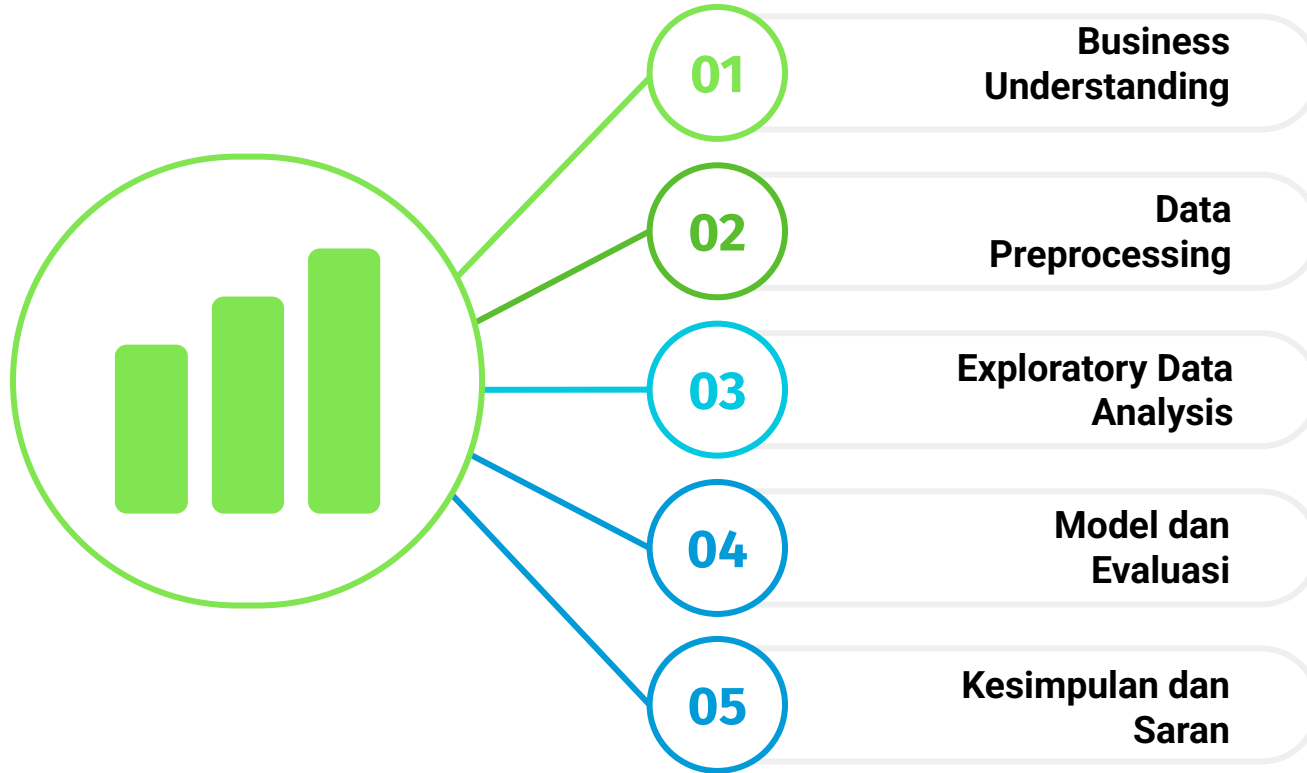 01
Business
Understanding
02
Data
Preprocessing
03
Exploratory Data
Analysis
04
Model dan
Evaluasi
05
Kesimpulan dan
Saran